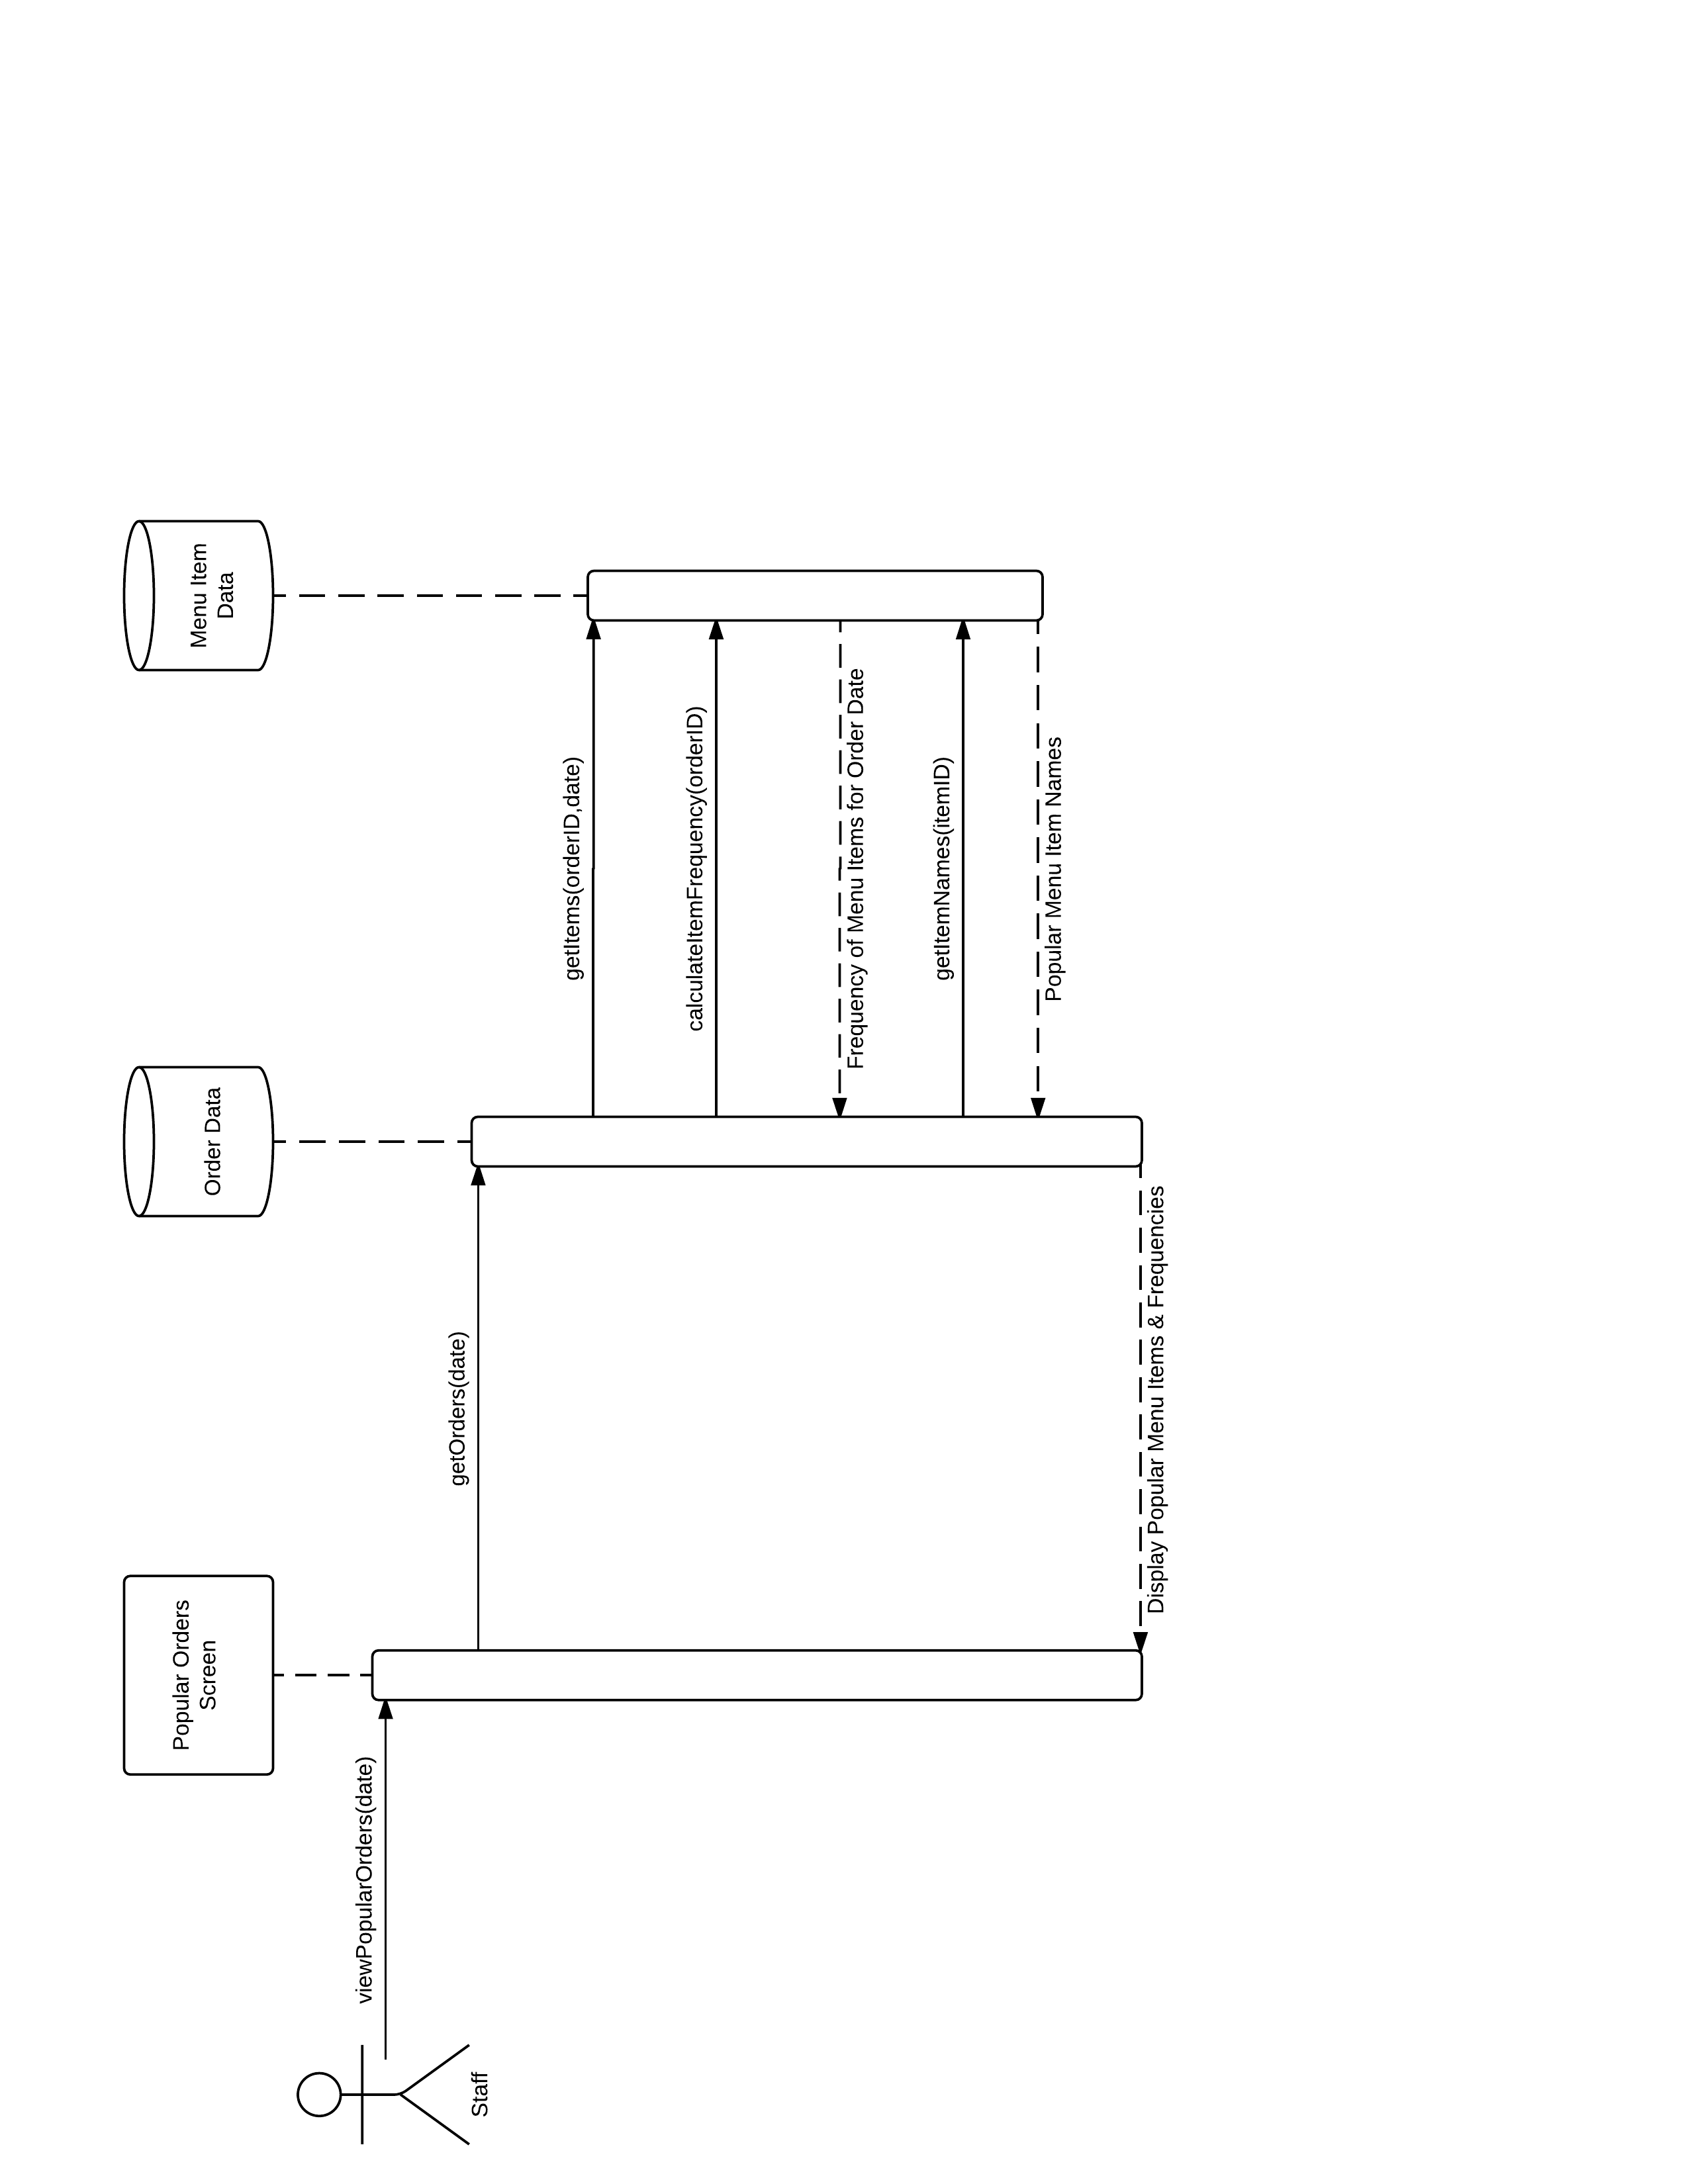 Popular Orders
Screen
Order Data
Menu Item
Data
Staff
viewPopularOrders(date)
getOrders(date)
getItems(orderID,date)
calculateItemFrequency(orderID)
Frequency of Menu Items for Order Date
getItemNames(itemID)
Popular Menu Item Names
Display Popular Menu Items & Frequencies